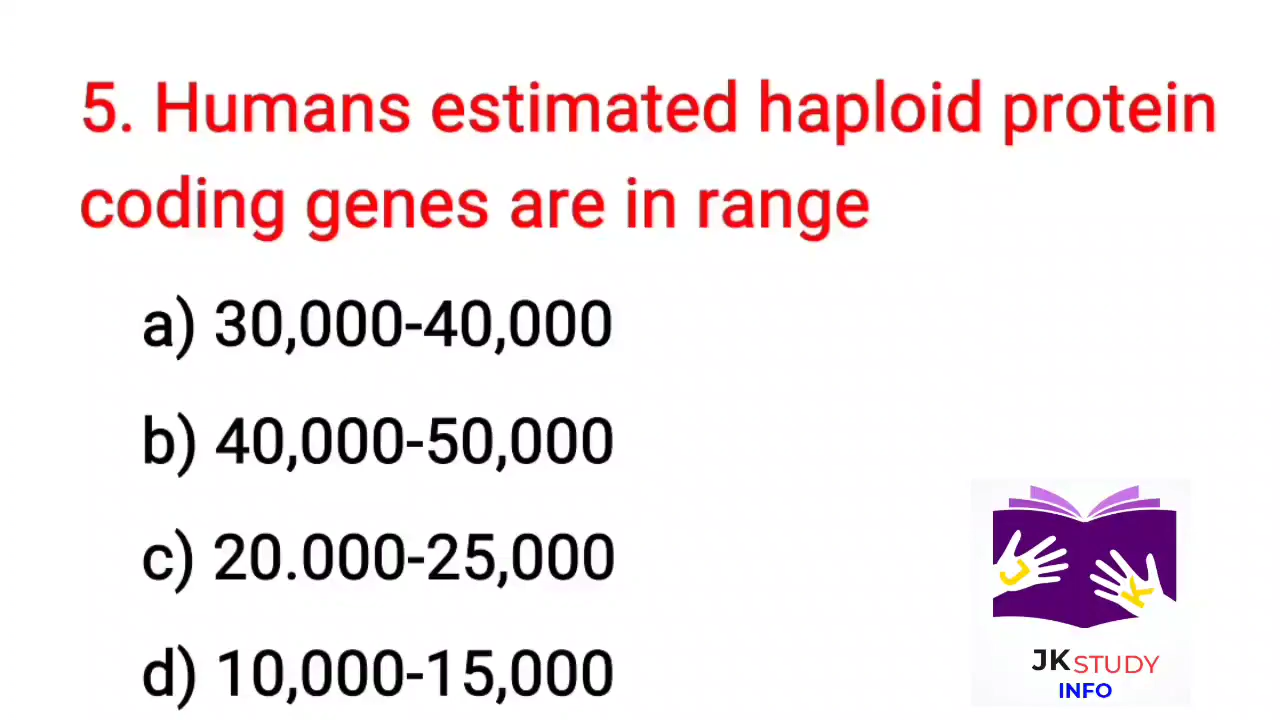 5. Humans estimated haploid protein
coding genes are in range
a) 30,000-40,000
b) 40,000-50,000
c) 20.000-25,000
d) 10,000-15,000
J K
JK STUDY
INFO